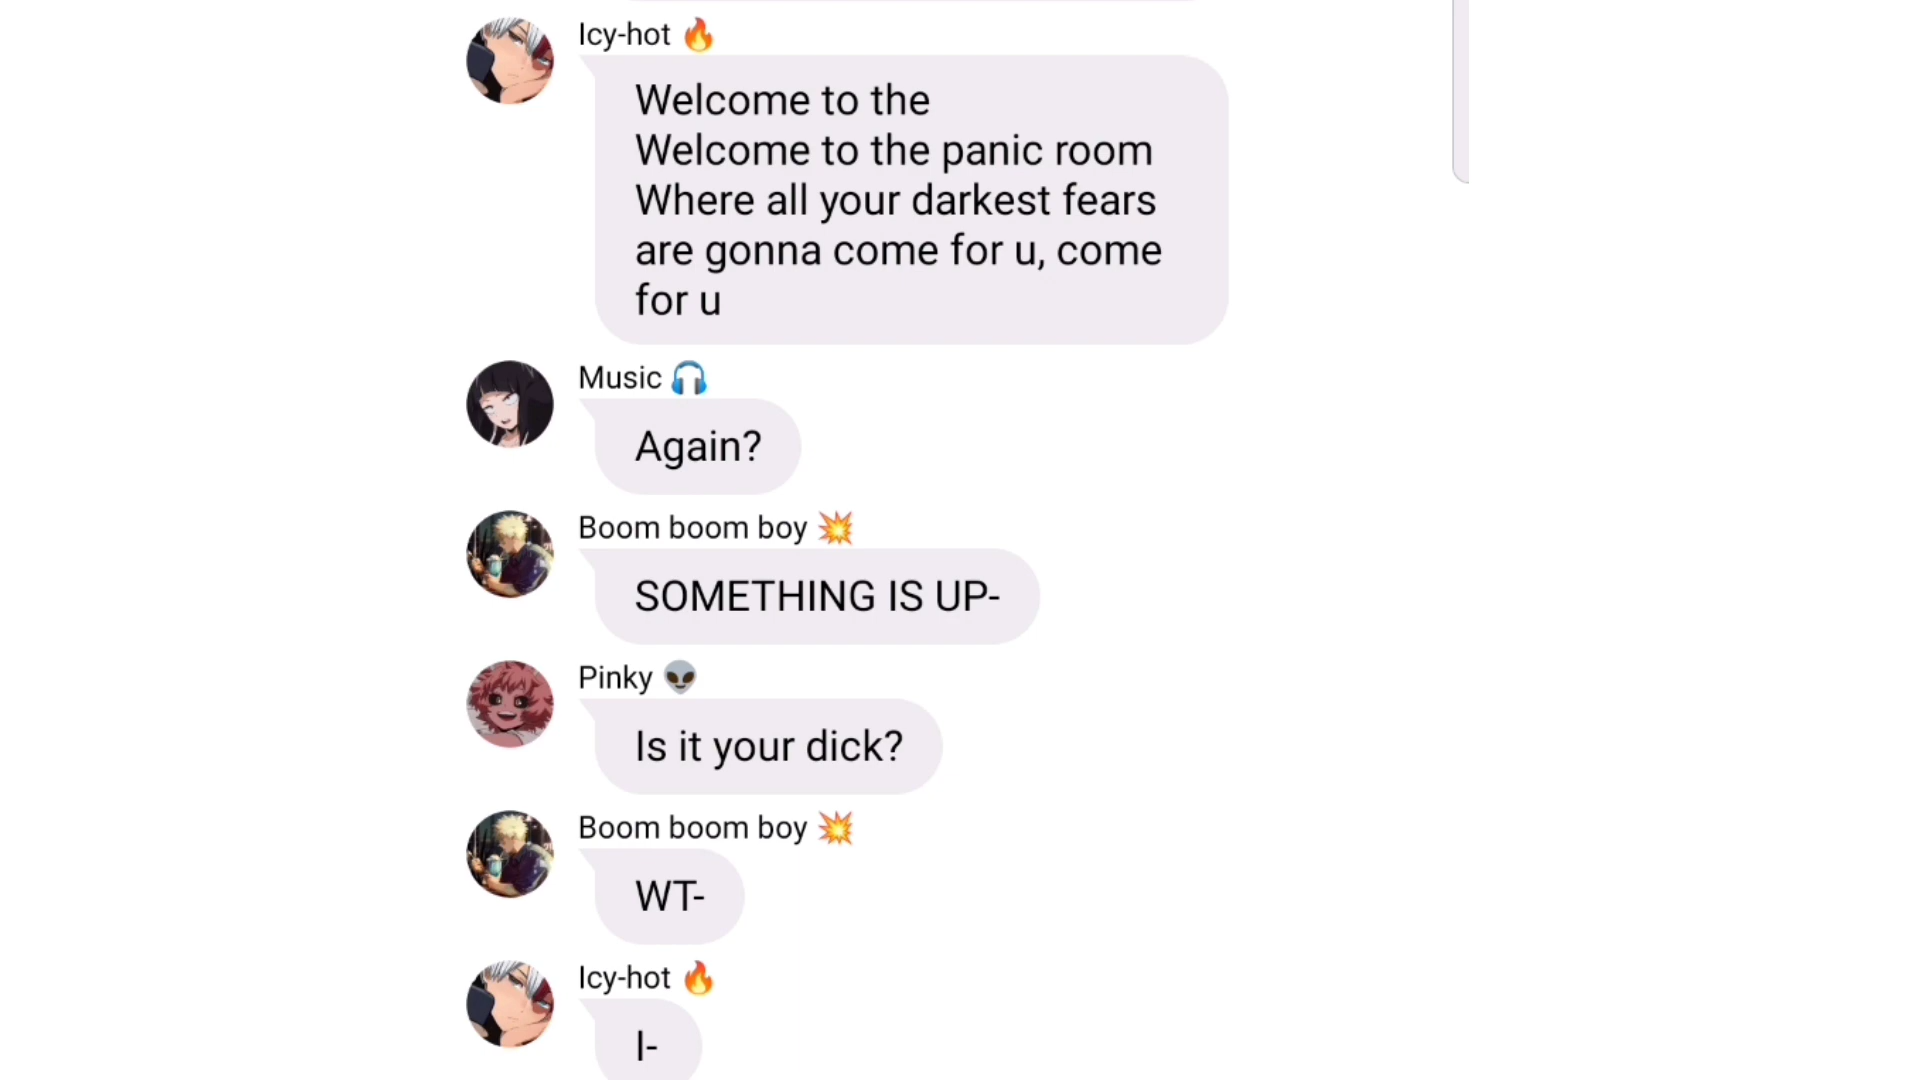 Icy-hot 🔥
Welcome to the
Welcome to the panic room
Where all your darkest fears
are gonna come for u, come
for u
Music 🎧
Again?
Boom boom boy 💥
SOMETHING IS UP-
Pinky 👽
Is it your dick?
Boom boom boy 💥
WT-
Icy-hot 🔥
I-